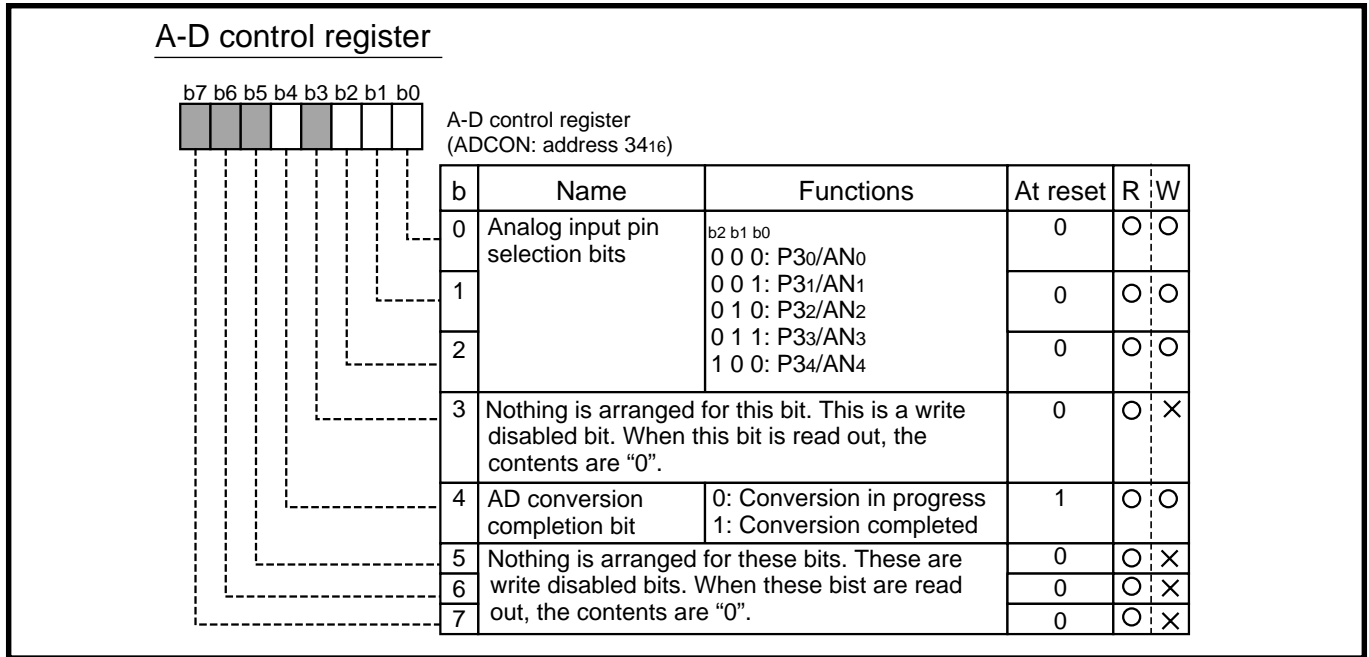 A-D control register
b7 b6 b5 b4 b3 b2 b1 b0
A-D control register
(ADCON: address 3416)
b Name Functions At reset R W
0 Analog input pin selection bits b2 b1 b0 0 O O
0 0 0: P30/AN0
1 0 0 1: P31/AN1 0 O O
0 1 0: P32/AN2
2 0 1 1: P33/AN3 0 O O
1 0 0: P34/AN4
3 Nothing is arranged for this bit. This is a write 0 O ×
disabled bit. When this bit is read out, the
contents are “0”.
4 AD conversion 0: Conversion in progress 1 O O
completion bit 1: Conversion completed
5 Nothing is arranged for these bits. These are 0 O ×
6 write disabled bits. When these bist are read 0 O ×
7 out, the contents are “0”. 0 O ×